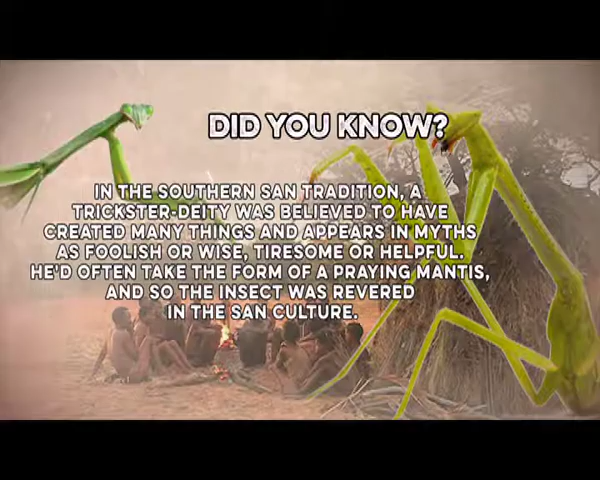 DID YOU KNOW?
IN THE SOUTHERN SAN TRADITION, A
TRICKSTER-DEITY WAS BELIEVED TO HAVE
CREATED MANY THINGS AND APPEARS IN MYTHS
AS FOOLISH OR WISE, TIRESOME OR HELPFUL.
HE'D OFTEN TAKE THE FORM OF A PRAYING MANTIS,
AND SO THE INSECT WAS REVERED
IN THE SAN CULTURE.